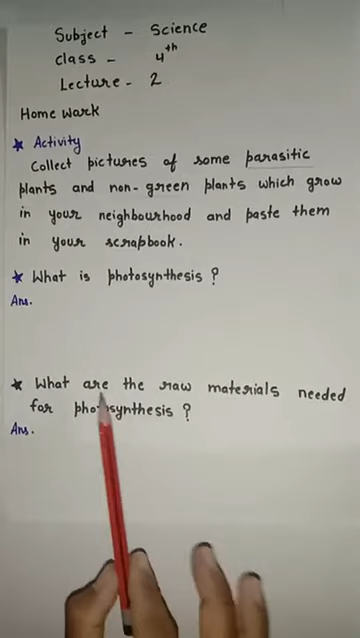 Subject - Science
Class - 4th
Lecture - 2
Home Work
★ Activity
Collect pictures of some parasitic
plants and non-green plants which grow
in your neighbourhood and paste them
in your scrapbook.
★ What is photosynthesis ?
Ans.
★ What are the raw materials needed
for photosynthesis ?
Ans.